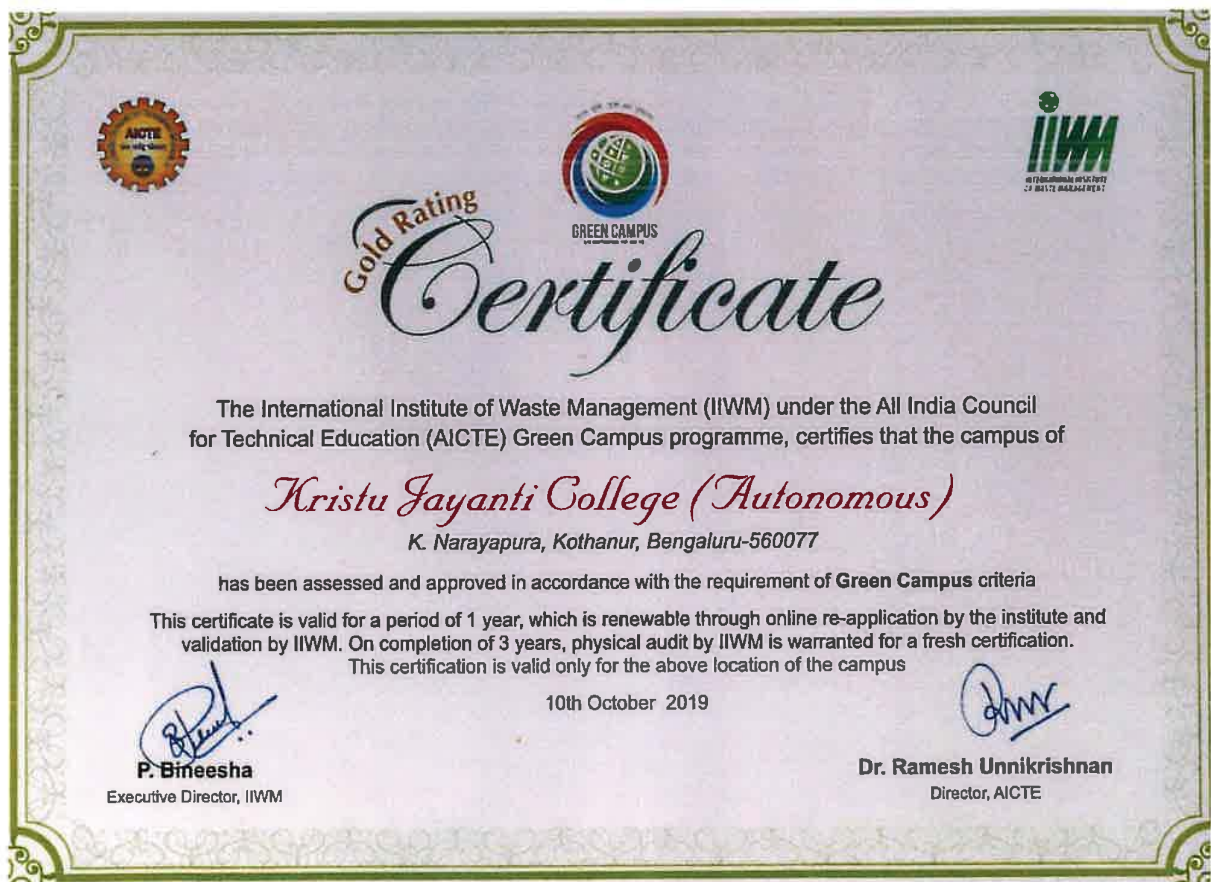 AICTE
GREEN CAMPUS
IIWM
INTERNATIONAL INSTITUTE
OF WASTE MANAGEMENT
Gold Rating
Certificate
The International Institute of Waste Management (IIWM) under the All India Council
for Technical Education (AICTE) Green Campus programme, certifies that the campus of
Kristu Jayanti College (Autonomous)
K. Narayapura, Kothanur, Bengaluru-560077
has been assessed and approved in accordance with the requirement of Green Campus criteria
This certificate is valid for a period of 1 year, which is renewable through online re-application by the institute and
validation by IIWM. On completion of 3 years, physical audit by IIWM is warranted for a fresh certification.
This certification is valid only for the above location of the campus
10th October 2019
P. Bineesha
Executive Director, IIWM
Dr. Ramesh Unnikrishnan
Director, AICTE